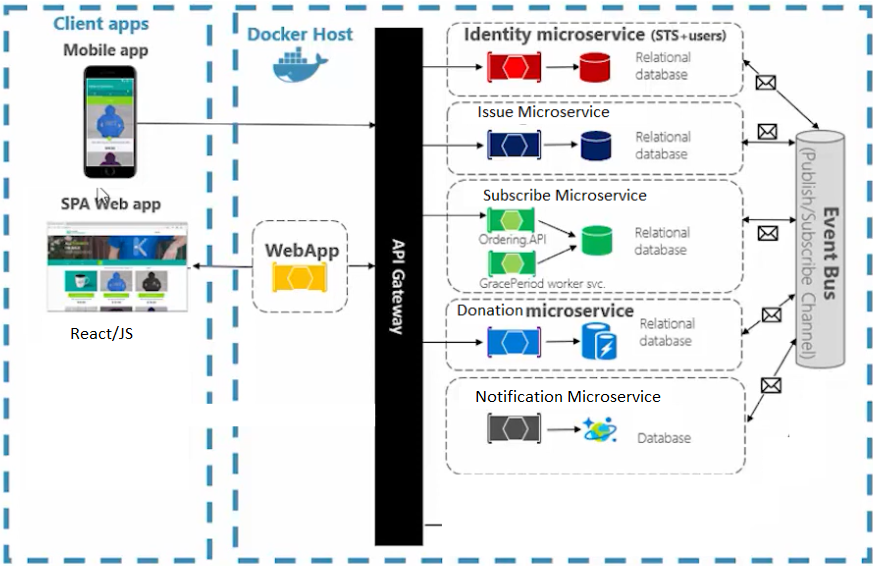 Client apps
Mobile app
SPA Web app
React/JS
Docker Host
WebApp
API Gateway
Identity microservice (STS+users)
Relational
database
Issue Microservice
Relational
database
Subscribe Microservice
Ordering.API
GracePeriod worker svc.
Relational
database
Donation microservice
Relational
database
Notification Microservice
Database
Event Bus
(Publish/Subscribe Channel)